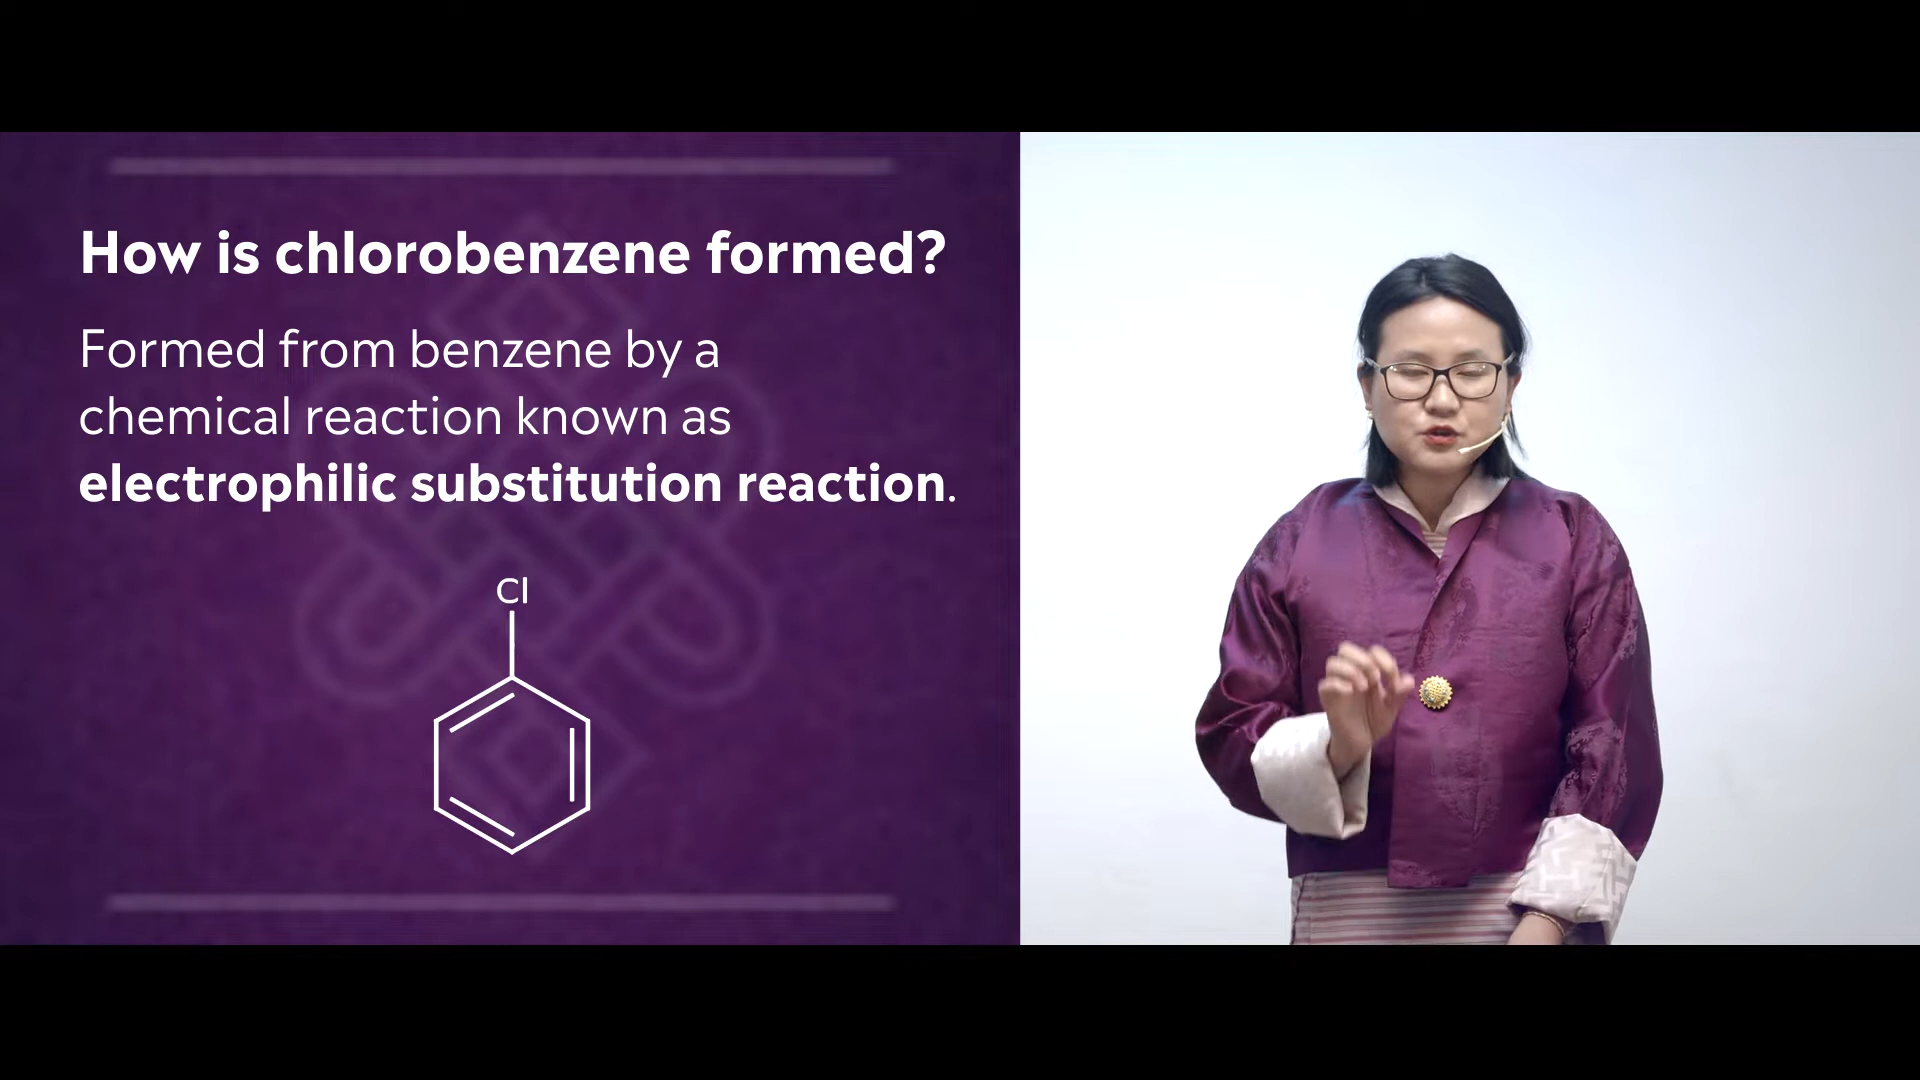 How is chlorobenzene formed?
Formed from benzene by a
chemical reaction known as
electrophilic substitution reaction.
Cl